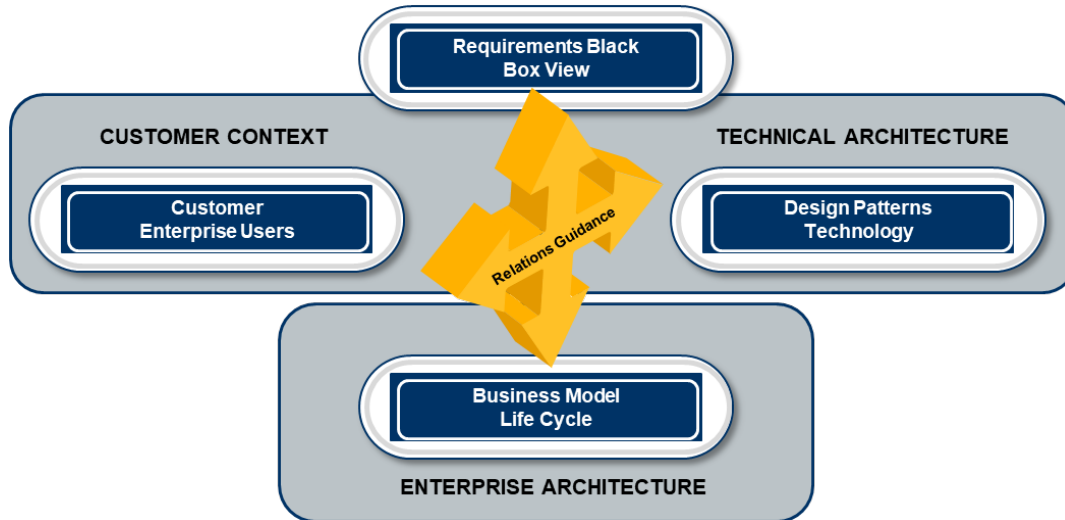 Requirements Black
Box View
CUSTOMER CONTEXT
TECHNICAL ARCHITECTURE
Customer
Enterprise Users
Relations Guidance
Design Patterns
Technology
Business Model
Life Cycle
ENTERPRISE ARCHITECTURE